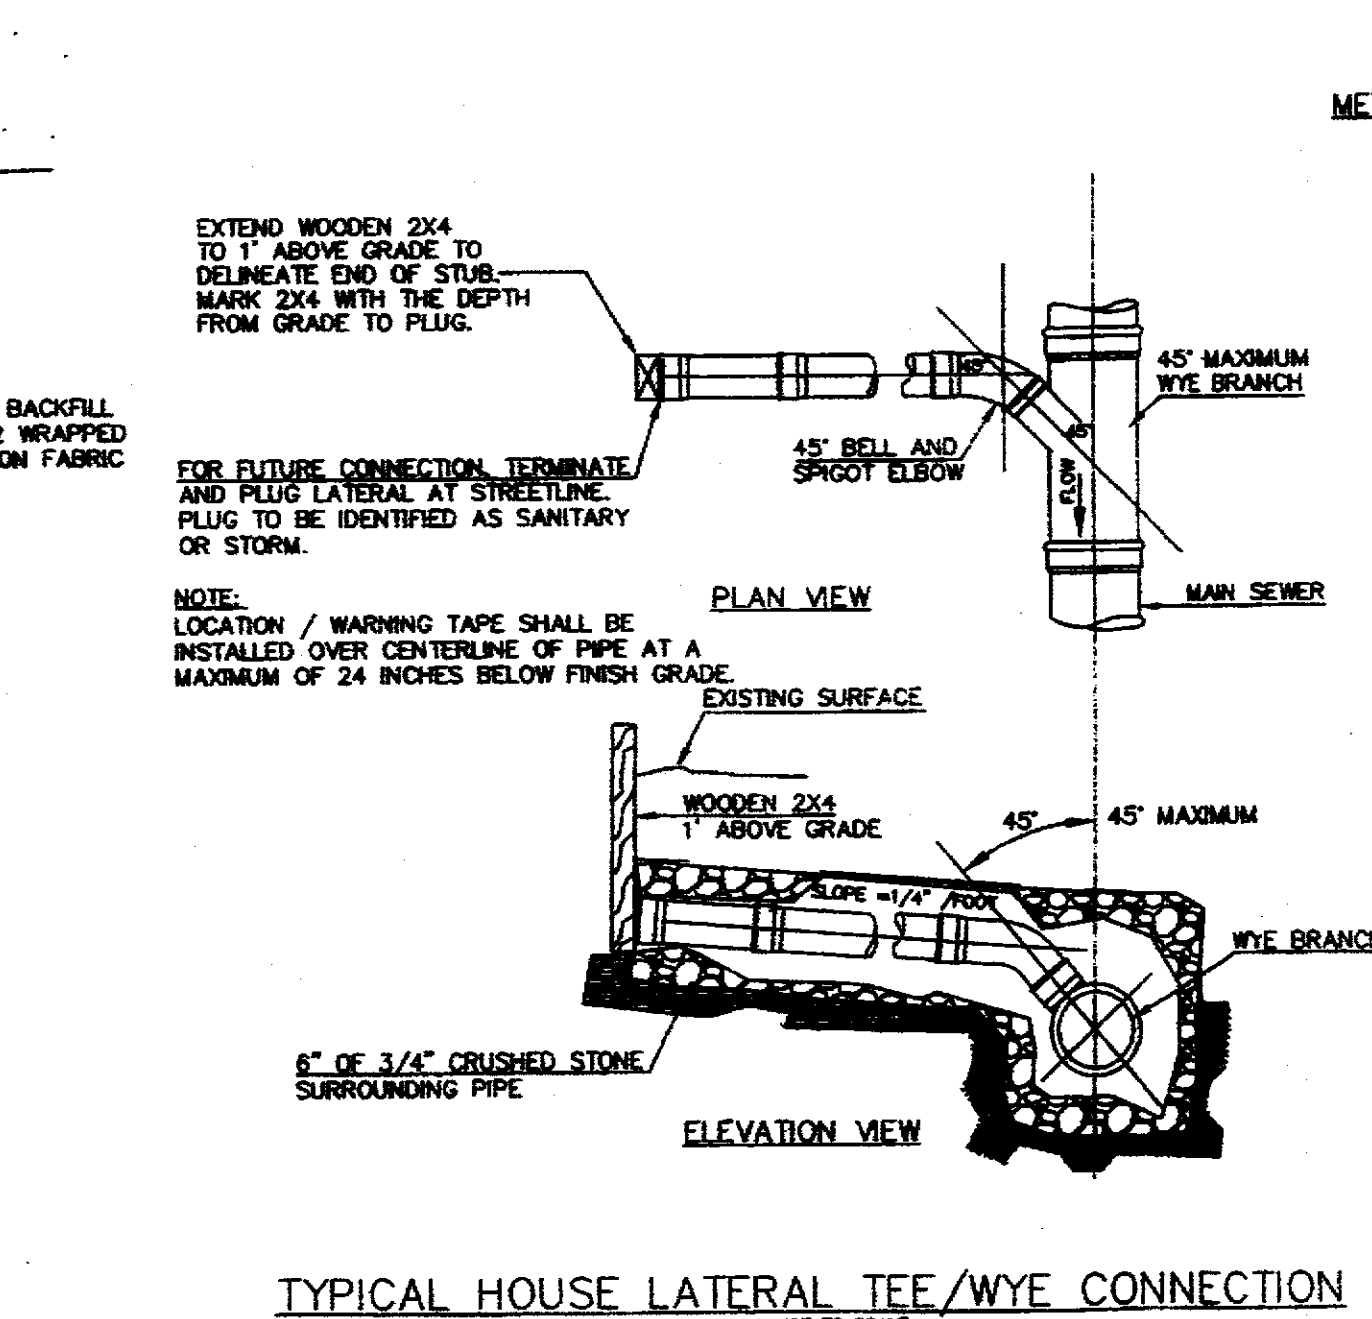 ME
EXTEND WOODEN 2X4
TO 1' ABOVE GRADE TO
DELINEATE END OF STUB.
MARK 2X4 WITH THE DEPTH
FROM GRADE TO PLUG.
45°
45° MAXIMUM
WYE BRANCH
BACKFILL
WRAPPED
ON FABRIC
45° BELL AND
SPIGOT ELBOW
45°
FLOW
FOR FUTURE CONNECTION, TERMINATE
AND PLUG LATERAL AT STREETLINE.
PLUG TO BE IDENTIFIED AS SANITARY
OR STORM.
MAIN SEWER
PLAN VIEW
NOTE:
LOCATION / WARNING TAPE SHALL BE
INSTALLED OVER CENTERLINE OF PIPE AT A
MAXIMUM OF 24 INCHES BELOW FINISH GRADE.
EXISTING SURFACE
WOODEN 2X4
1' ABOVE GRADE
45°
45° MAXIMUM
SLOPE =1/4" /FOOT
WYE BRANCH
6" OF 3/4" CRUSHED STONE
SURROUNDING PIPE
ELEVATION VIEW
TYPICAL HOUSE LATERAL TEE/WYE CONNECTION